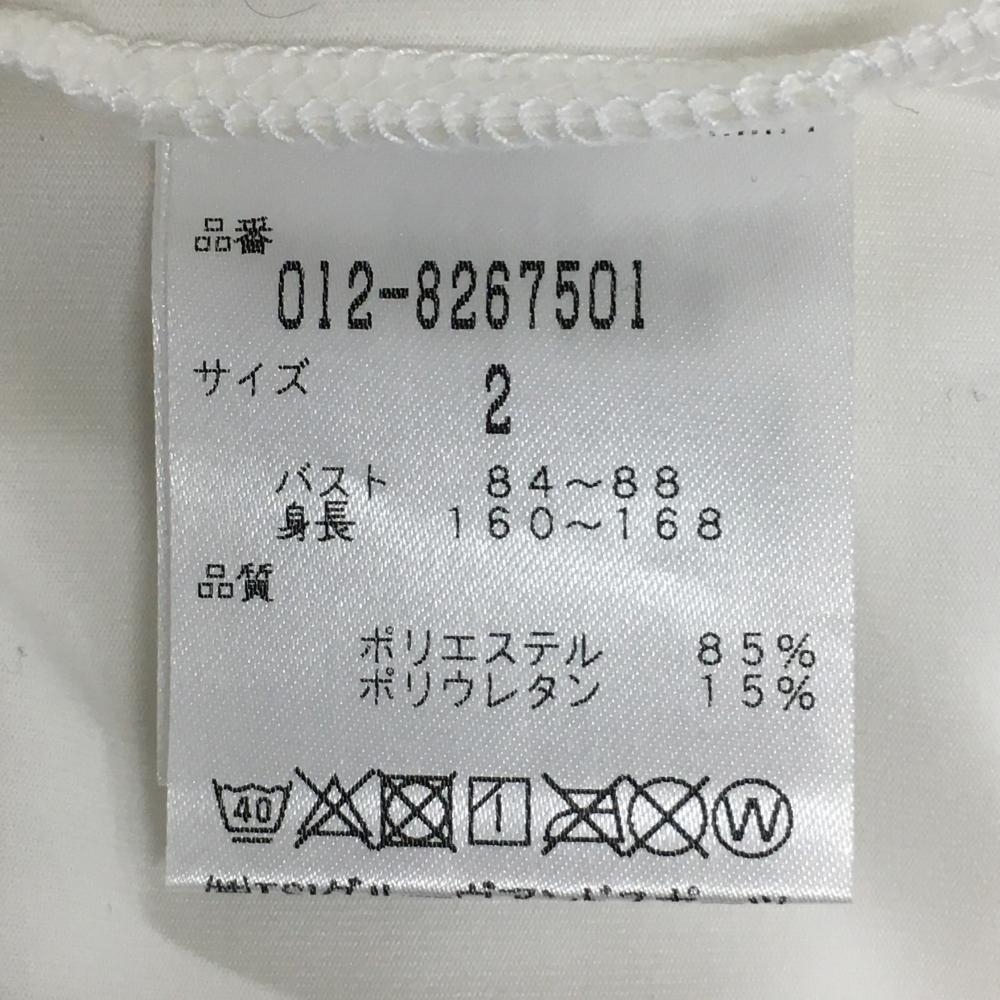 品番
012-8267501
サイズ 2
バスト 84～88
身長 160～168
品質
ポリエステル 85%
ポリウレタン 15%
40 1 W